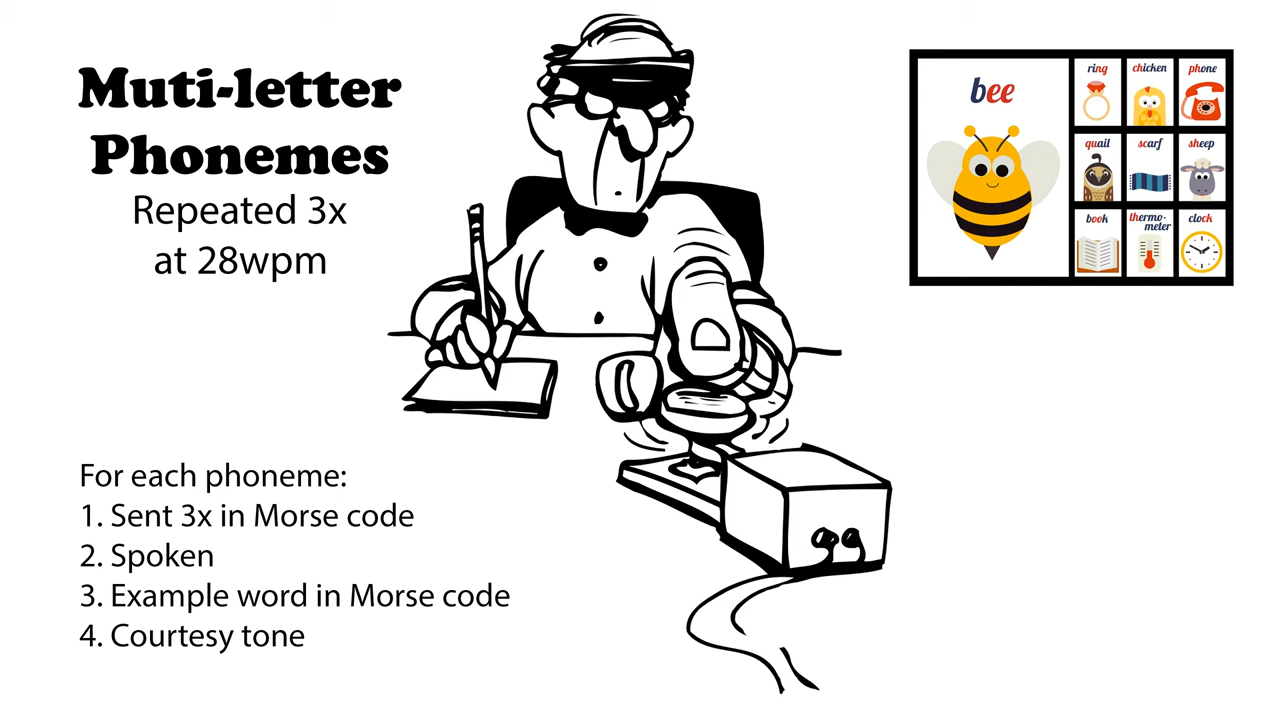 Muti-letter
Phonemes
Repeated 3x
at 28wpm
bee
ring
chicken
phone
quail
scarf
sheep
book
thermo-
meter
clock
For each phoneme:
1. Sent 3x in Morse code
2. Spoken
3. Example word in Morse code
4. Courtesy tone